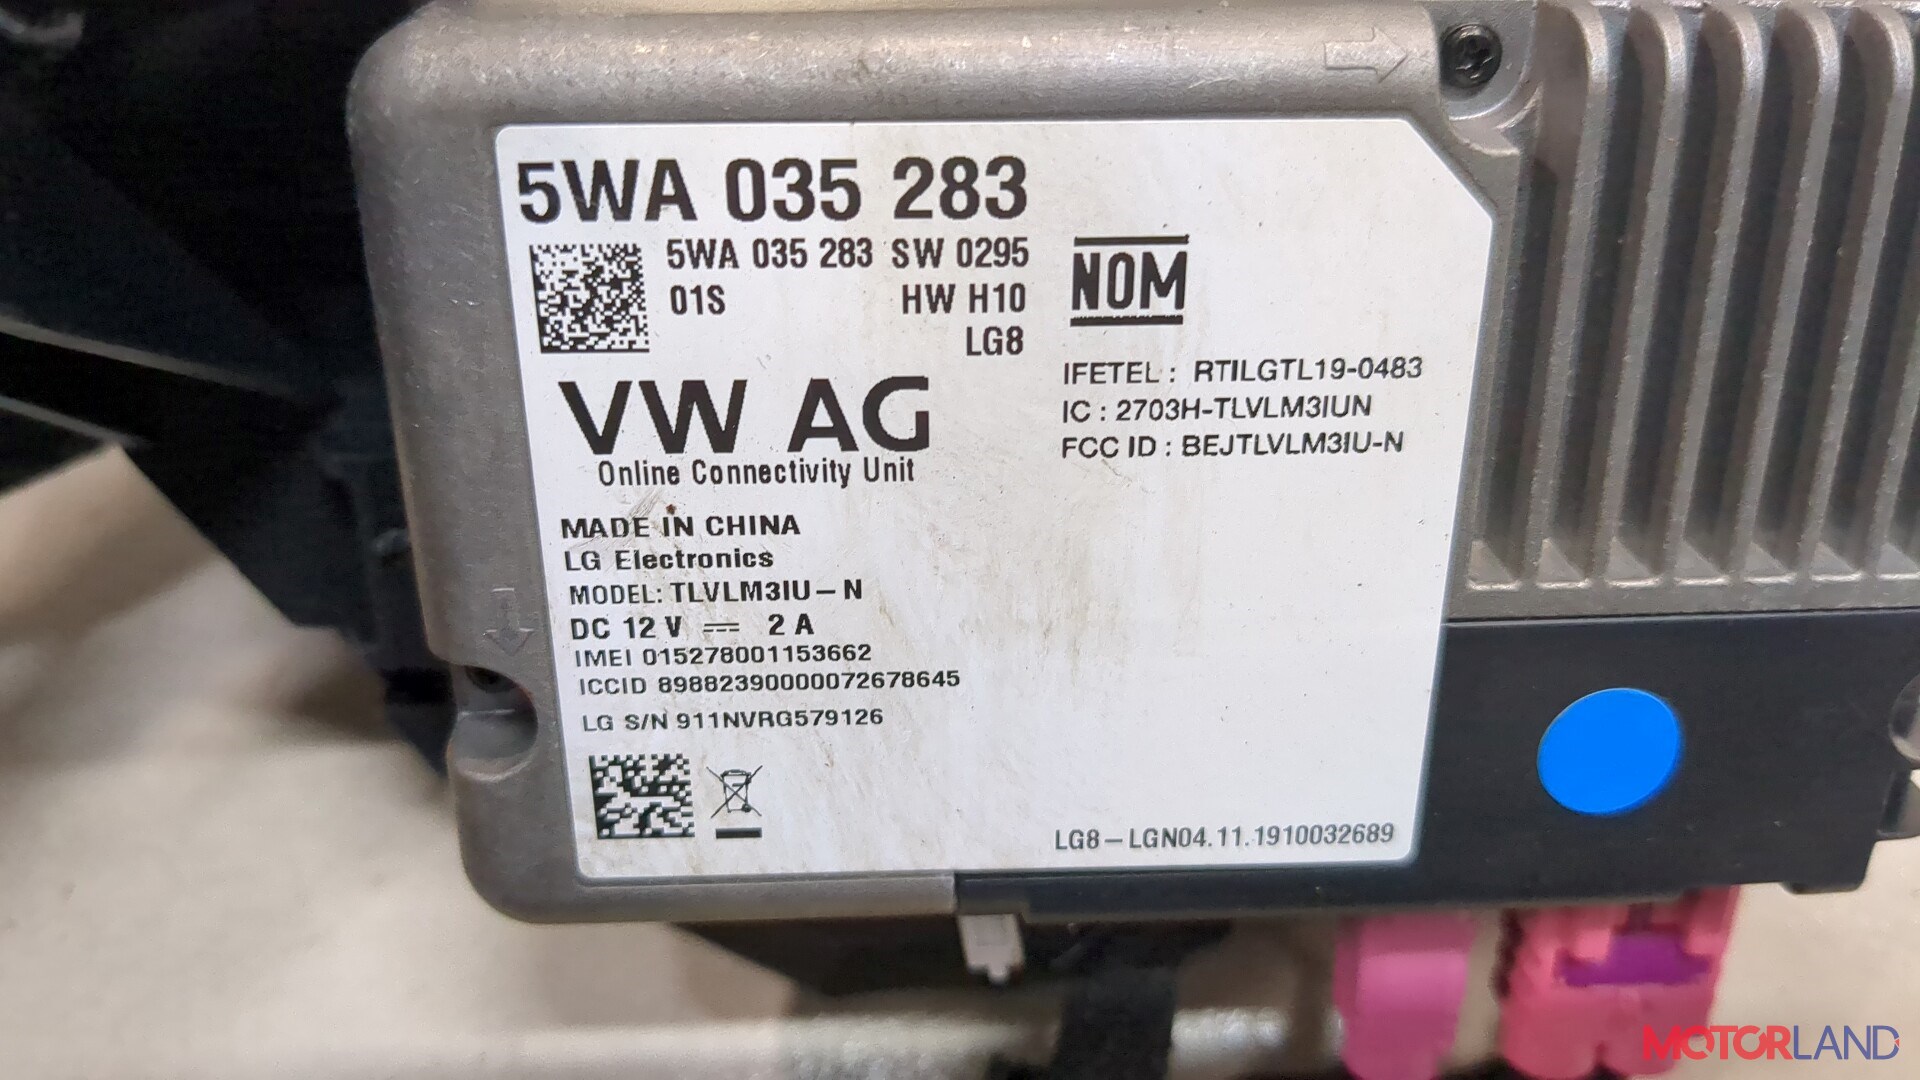 5WA 035 283
5WA 035 283 SW 0295
01S HW H10
LG8
NOM
VW AG
Online Connectivity Unit
IFETEL : RTILGTL19-0483
IC : 2703H-TLVLM3IUN
FCC ID : BEJTLVLM3IU-N
MADE IN CHINA
LG Electronics
MODEL: TLVLM3IU-N
DC 12 V ⎓ 2 A
IMEI 015278001153662
ICCID 89882390000072678645
LG S/N 911NVRG579126
LG8-LGN04.11.1910032689
MOTORLAND